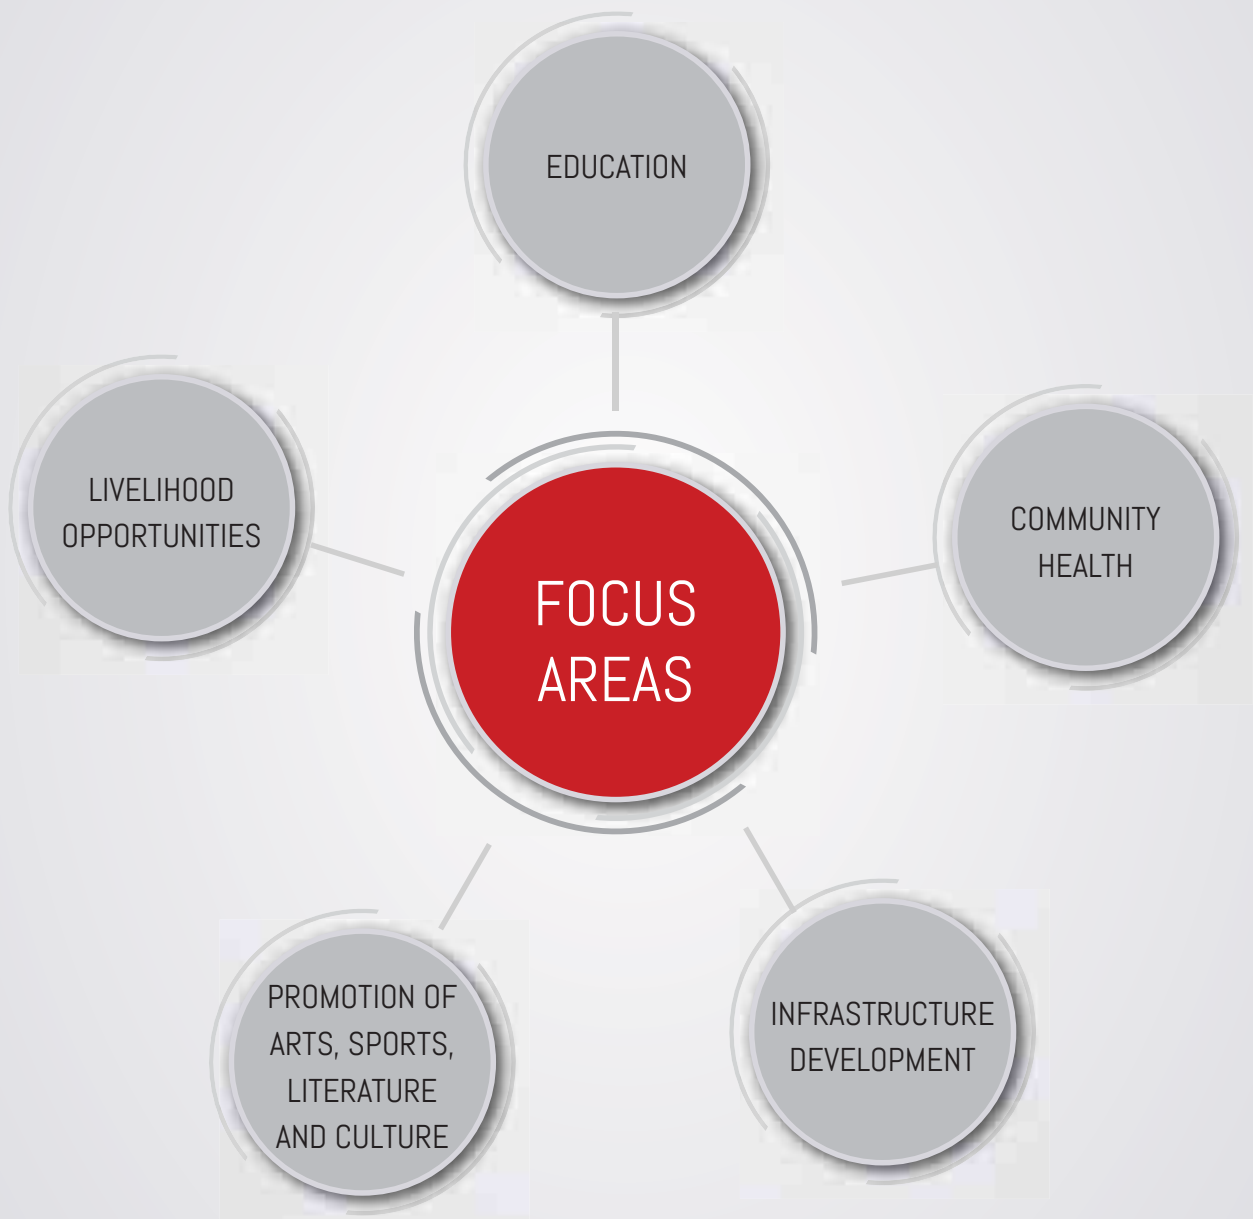 EDUCATION
LIVELIHOOD
OPPORTUNITIES
COMMUNITY
HEALTH
FOCUS
AREAS
PROMOTION OF
ARTS, SPORTS,
LITERATURE
AND CULTURE
INFRASTRUCTURE
DEVELOPMENT